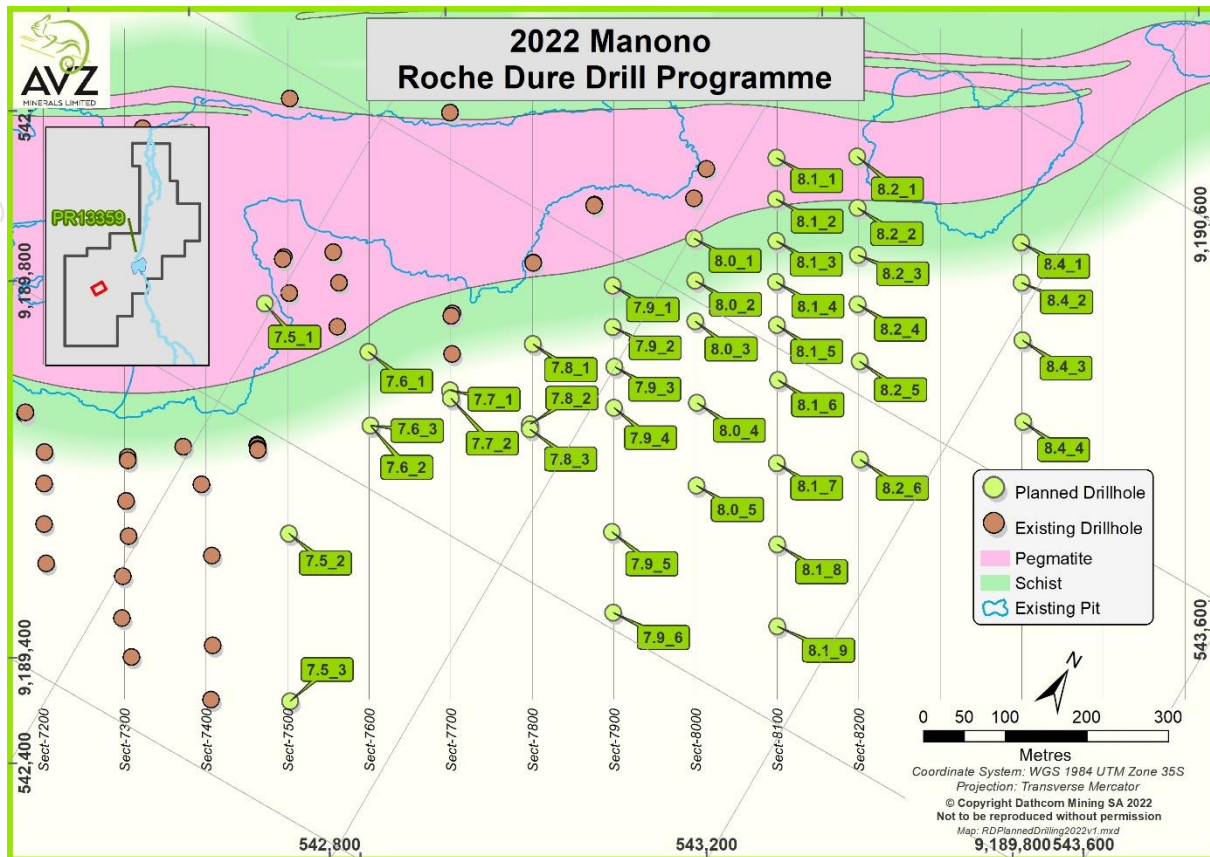 AVZ
MINERALS LIMITED
2022 Manono
Roche Dure Drill Programme
542,
PR13359
9,189,800
9,190,600
8.1_1
8.2_1
8.1_2
8.2_2
8.0_1
8.1_3
8.2_3
8.4_1
8.4_2
7.5_1
7.9_1
8.0_2
8.1_4
8.2_4
7.9_2
8.0_3
8.1_5
8.4_3
7.6_1
7.8_1
7.9_3
8.1_6
8.2_5
7.7_1
7.8_2
7.6_3
7.7_2
7.9_4
8.0_4
8.4_4
7.6_2
7.8_3
8.1_7
8.2_6
8.0_5
7.5_2
7.9_5
8.1_8
7.9_6
8.1_9
7.5_3
Planned Drillhole
Existing Drillhole
Pegmatite
Schist
Existing Pit
9,189,400
543,600
N
Sect-7200
Sect-7300
Sect-7400
Sect-7500
Sect-7600
Sect-7700
Sect-7800
Sect-7900
Sect-8000
Sect-8100
Sect-8200
0 50 100 200 300
Metres
Coordinate System: WGS 1984 UTM Zone 35S
Projection: Transverse Mercator
© Copyright Dathcom Mining SA 2022
Not to be reproduced without permission
Map: RDPlannedDrilling2022v1.mxd
542,400
542,800
543,200
9,189,800
543,600